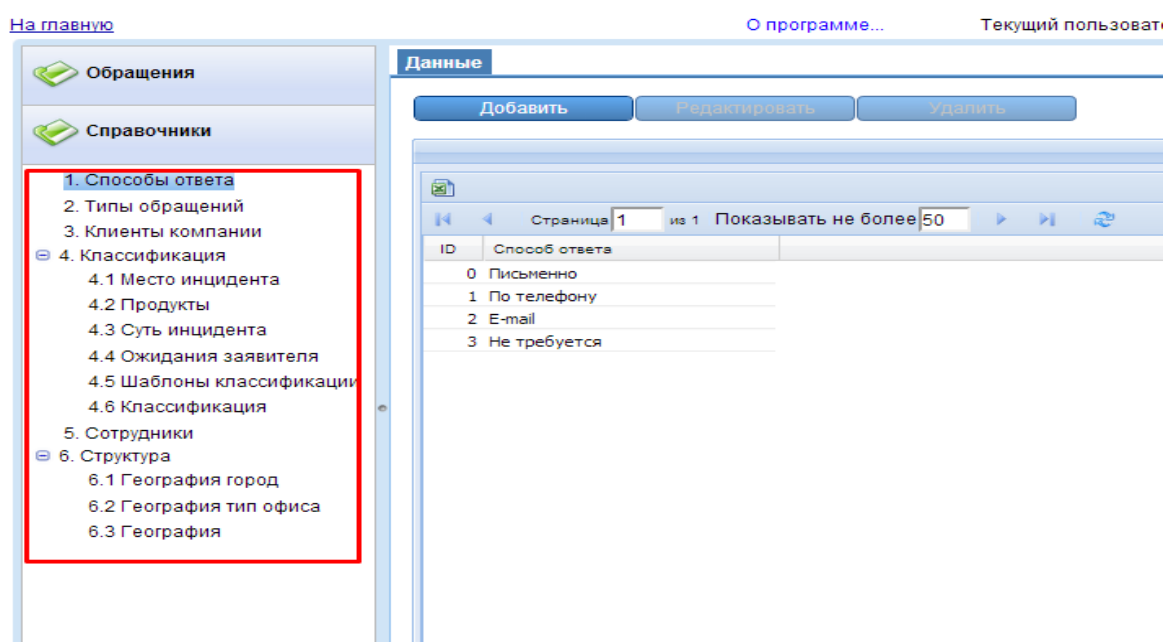 На главную О программе... Текущий пользовате
Обращения
Справочники
1. Способы ответа
2. Типы обращений
3. Клиенты компании
4. Классификация
4.1 Место инцидента
4.2 Продукты
4.3 Суть инцидента
4.4 Ожидания заявителя
4.5 Шаблоны классификации
4.6 Классификация
5. Сотрудники
6. Структура
6.1 География город
6.2 География тип офиса
6.3 География
Данные
Добавить Редактировать Удалить
Страница 1 из 1 Показывать не более 50
ID Способ ответа
0 Письменно
1 По телефону
2 E-mail
3 Не требуется